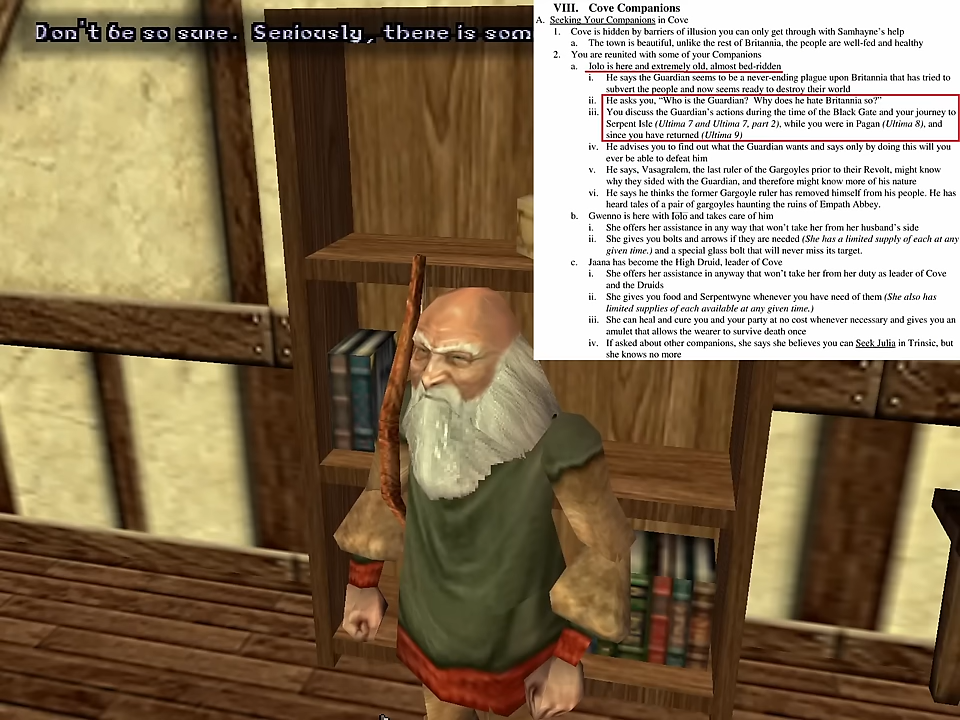 Don't be so sure. Seriously, there is som
VIII. Cove Companions
A. Seeking Your Companions in Cove
1. Cove is hidden by barriers of illusion you can only get through with Samhayne's help
a. The town is beautiful, unlike the rest of Britannia, the people are well-fed and healthy
2. You are reunited with some of your Companions
a. Iolo is here and extremely old, almost bed-ridden
i. He says the Guardian seems to be a never-ending plague upon Britannia that has tried to
subvert the people and now seems ready to destroy their world
ii. He asks you, “Who is the Guardian? Why does he hate Britannia so?”
iii. You discuss the Guardian's actions during the time of the Black Gate and your journey to
Serpent Isle (Ultima 7 and Ultima 7, part 2), while you were in Pagan (Ultima 8), and
since you have returned (Ultima 9)
iv. He advises you to find out what the Guardian wants and says only by doing this will you
ever be able to defeat him
v. He says, Vasagralem, the last ruler of the Gargoyles prior to their Revolt, might know
why they sided with the Guardian, and therefore might know more of his nature
vi. He says he thinks the former Gargoyle ruler has removed himself from his people. He has
heard tales of a pair of gargoyles haunting the ruins of Empath Abbey.
b. Gwenno is here with Iolo and takes care of him
i. She offers her assistance in any way that won't take her from her husband's side
ii. She gives you bolts and arrows if they are needed (She has a limited supply of each at any
given time.) and a special glass bolt that will never miss its target.
c. Jaana has become the High Druid, leader of Cove
i. She offers her assistance in anyway that won't take her from her duty as leader of Cove
and the Druids
ii. She gives you food and Serpentwyne whenever you have need of them (She also has
limited supplies of each available at any given time.)
iii. She can heal and cure you and your party at no cost whenever necessary and gives you an
amulet that allows the wearer to survive death once
iv. If asked about other companions, she says she believes you can Seek Julia in Trinsic, but
she knows no more